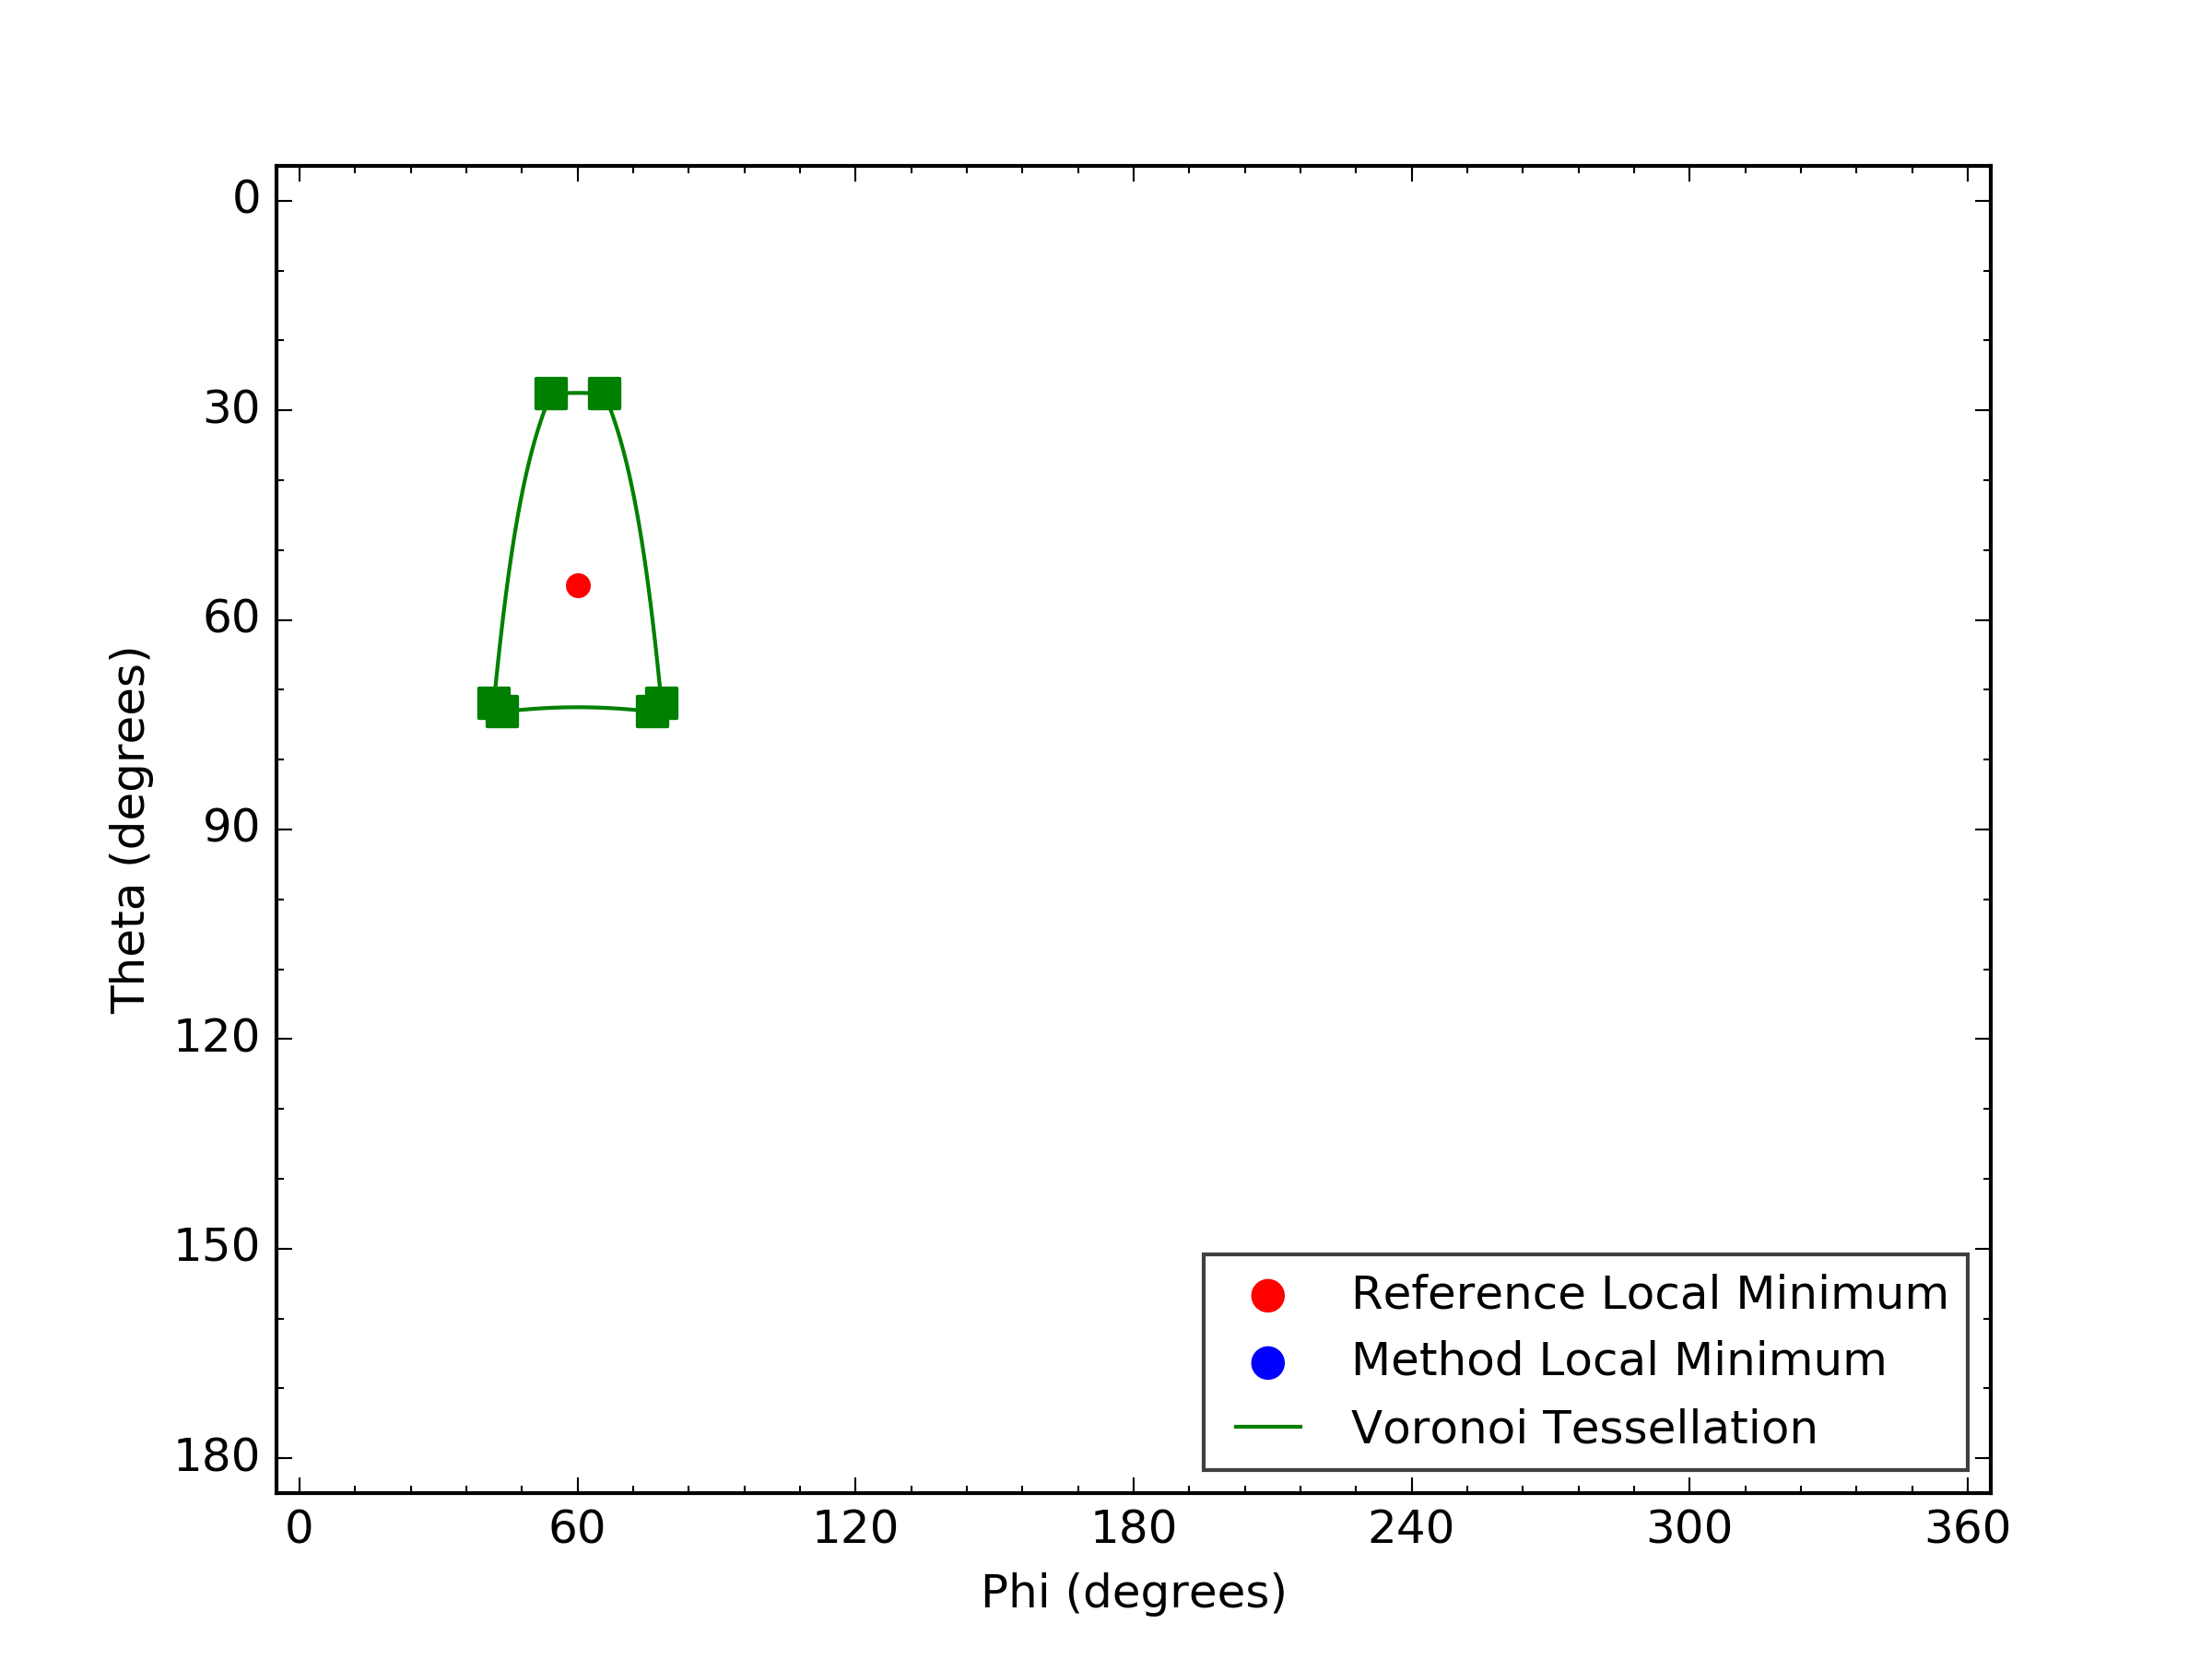 0
30
60
90
120
150
180
Theta (degrees)
Reference Local Minimum
Method Local Minimum
Voronoi Tessellation
0 60 120 180 240 300 360
Phi (degrees)